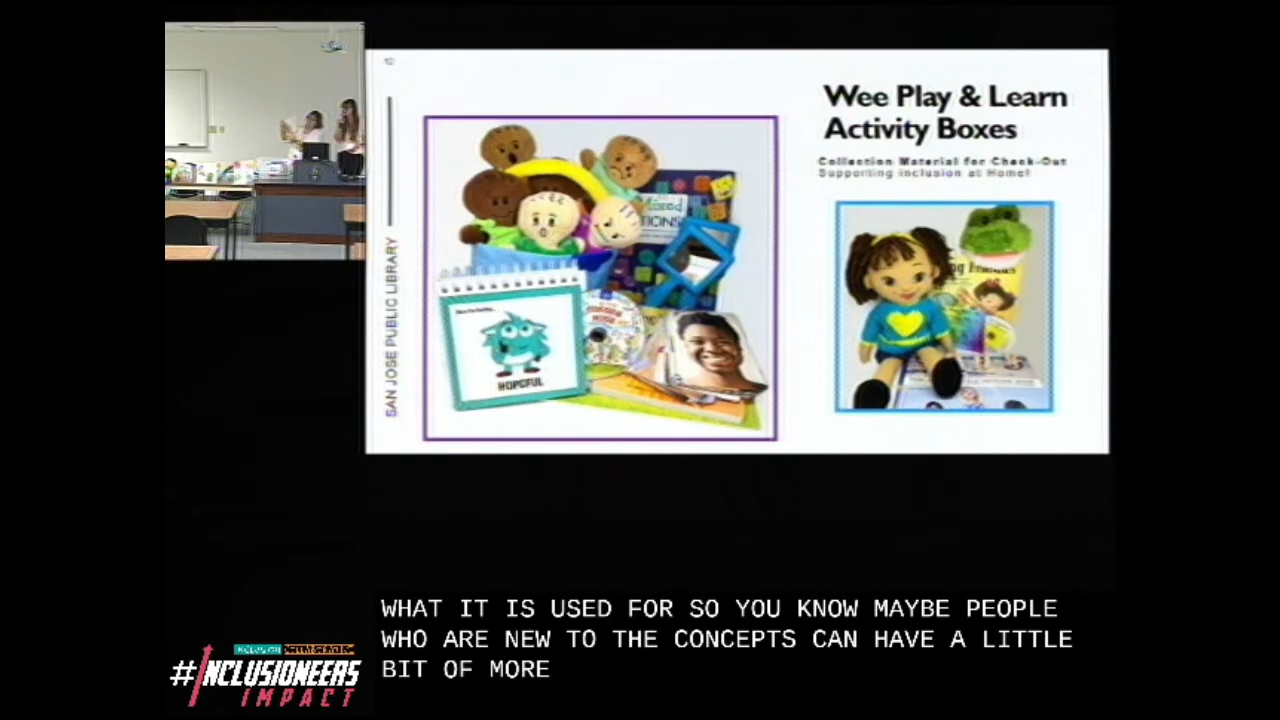 12
Wee Play & Learn
Activity Boxes
Collection Material for Check-Out
Supporting Inclusion at Home!
SAN JOSE PUBLIC LIBRARY
Mixed
HOPEFUL
WHAT IT IS USED FOR SO YOU KNOW MAYBE PEOPLE
WHO ARE NEW TO THE CONCEPTS CAN HAVE A LITTLE
BIT OF MORE
#INCLUSIONEERS
IMPACT